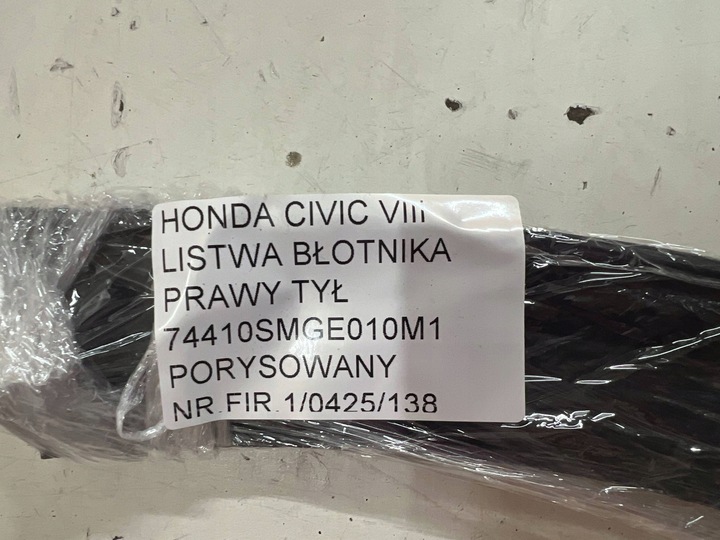 HONDA CIVIC VIII
LISTWA BŁOTNIKA
PRAWY TYŁ
74410SMGE010M1
PORYSOWANY
NR.FIR.1/0425/138